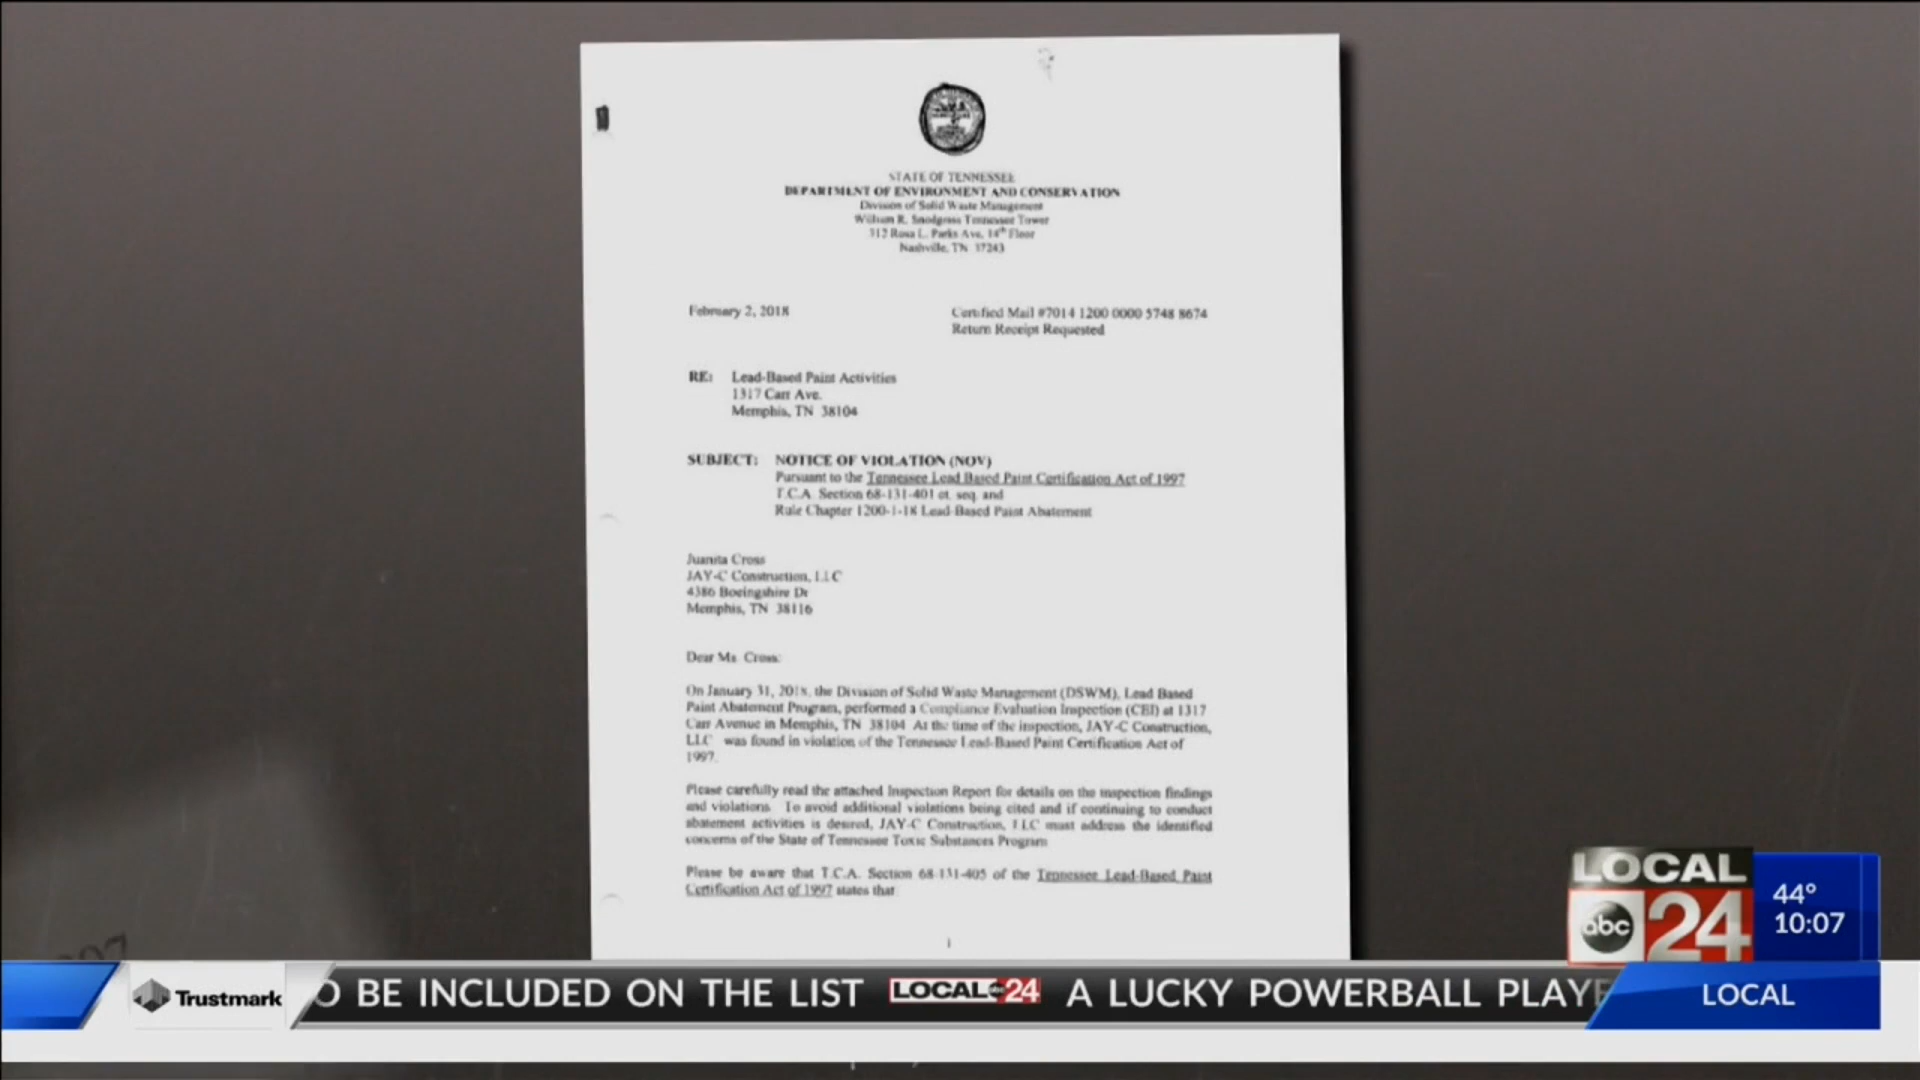 STATE OF TENNESSEE
DEPARTMENT OF ENVIRONMENT AND CONSERVATION
Division of Solid Waste Management
William R. Snodgrass Tennessee Tower
312 Rosa L. Parks Ave, 14th Floor
Nashville, TN 37243
February 2, 2018
Certified Mail #7014 1200 0000 5748 8674
Return Receipt Requested
RE: Lead-Based Paint Activities
1317 Carr Ave.
Memphis, TN 38104
SUBJECT: NOTICE OF VIOLATION (NOV)
Pursuant to the Tennessee Lead Based Paint Certification Act of 1997
T.C.A. Section 68-131-401 et. seq. and
Rule Chapter 1200-1-18 Lead-Based Paint Abatement
Juanita Cross
JAY-C Construction, LLC
4386 Boeingshire Dr
Memphis, TN 38116
Dear Ms. Cross:
On January 31, 2018, the Division of Solid Waste Management (DSWM), Lead Based
Paint Abatement Program, performed a Compliance Evaluation Inspection (CEI) at 1317
Carr Avenue in Memphis, TN 38104 At the time of the inspection, JAY-C Construction,
LLC was found in violation of the Tennessee Lead-Based Paint Certification Act of
1997.
Please carefully read the attached Inspection Report for details on the inspection findings
and violations. To avoid additional violations being cited and if continuing to conduct
abatement activities is desired, JAY-C Construction, LLC must address the identified
concerns of the State of Tennessee Toxic Substances Program
Please be aware that T.C.A. Section 68-131-405 of the Tennessee Lead-Based Paint
Certification Act of 1997 states that
1
LOCAL
abc 24
44°
10:07
Trustmark
O BE INCLUDED ON THE LIST LOCAL abc 24 A LUCKY POWERBALL PLAYE
LOCAL